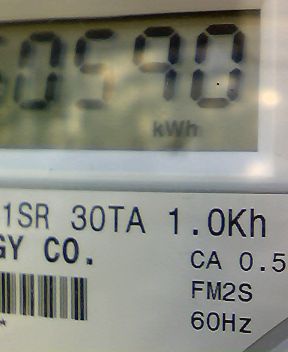 0590
kWh
1SR 30TA 1.0Kh
GY CO.
CA 0.5
FM2S
60Hz